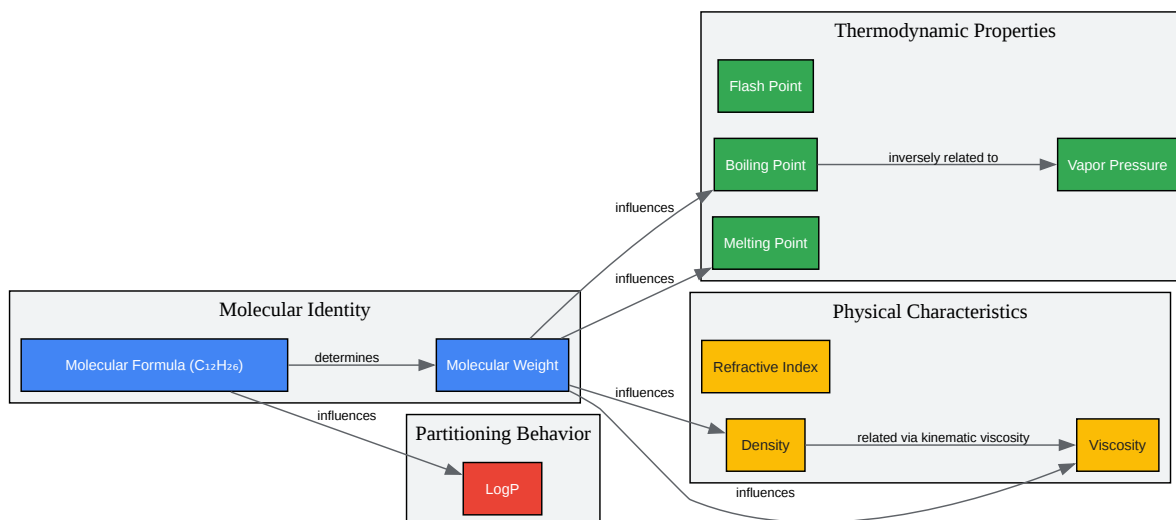 Thermodynamic Properties
Flash Point
Boiling Point
inversely related to
Vapor Pressure
influences
Melting Point
influences
Molecular Identity
Molecular Formula (C₁₂H₂₆)
determines
Molecular Weight
Physical Characteristics
Refractive Index
influences
Density
related via kinematic viscosity
Viscosity
influences
influences
Partitioning Behavior
LogP